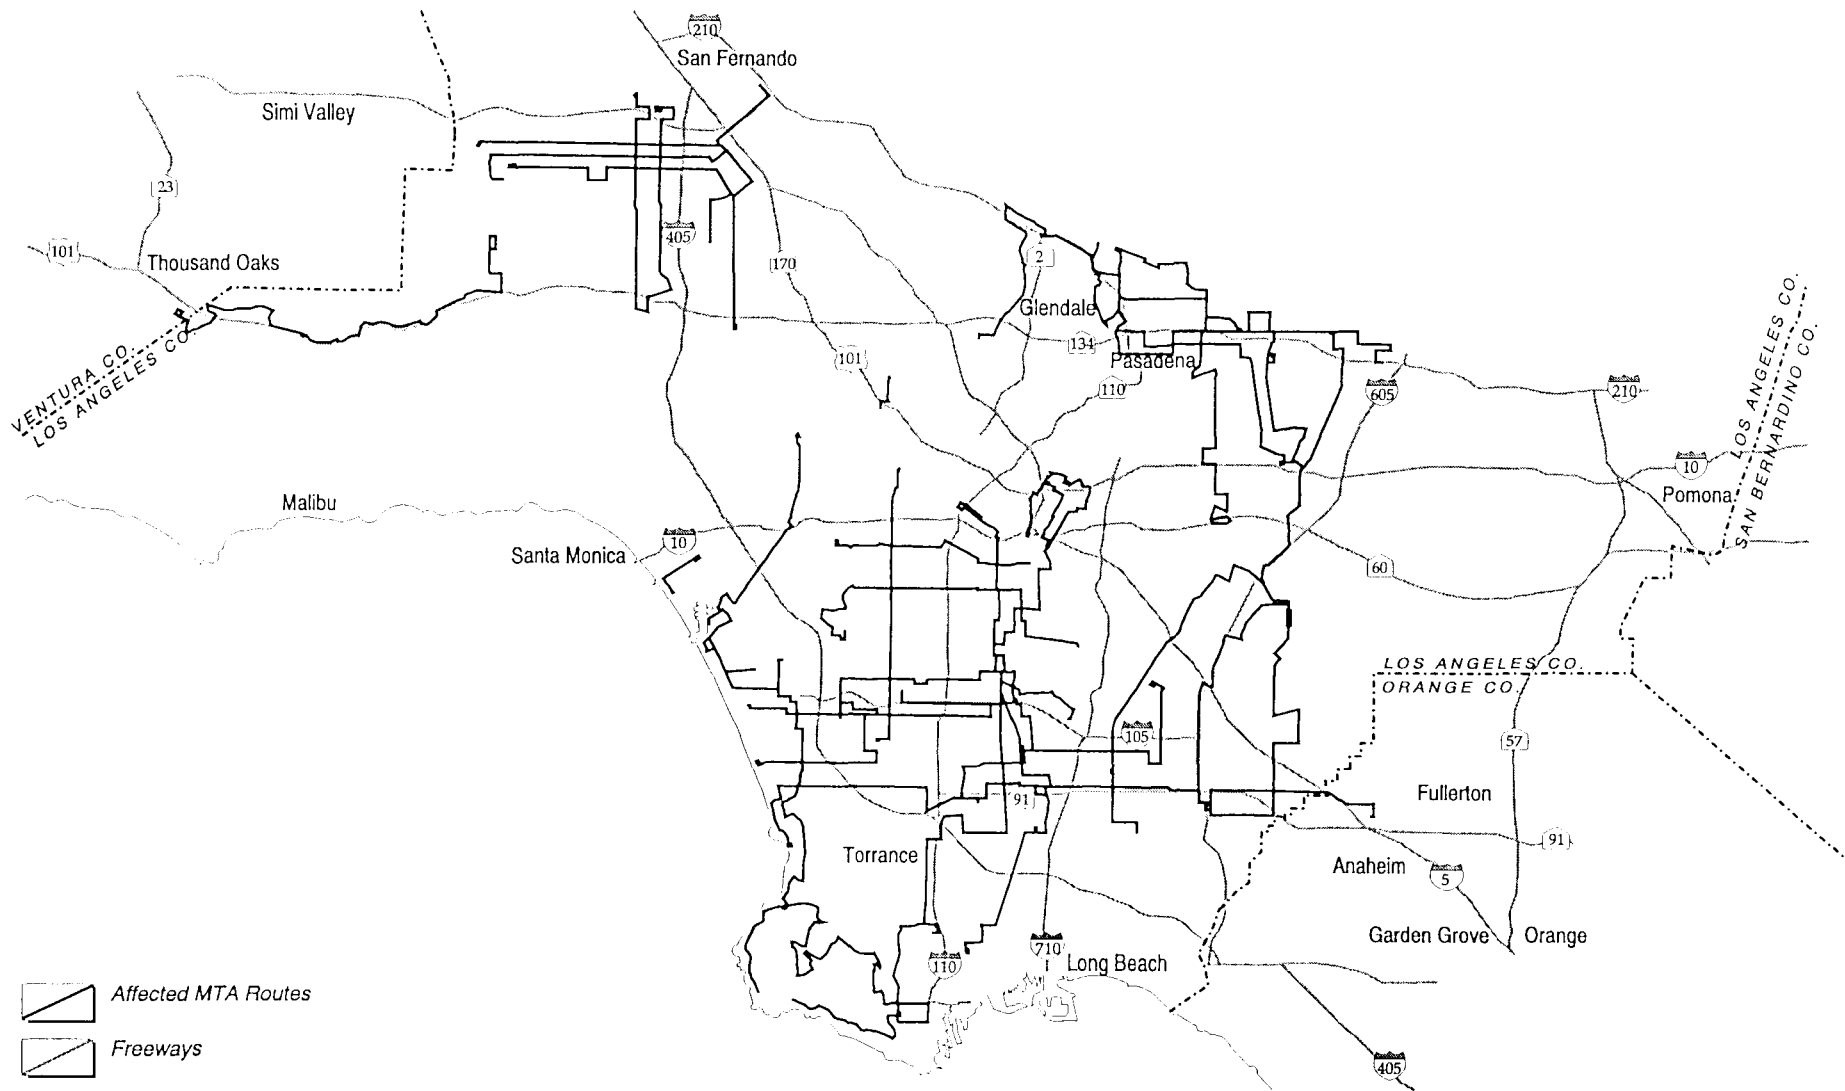 210
San Fernando
Simi Valley
23
405
101
Thousand Oaks
170
2
Glendale
134
Pasadena
101
110
605
210
VENTURA CO.
LOS ANGELES CO.
LOS ANGELES CO.
SAN BERNARDINO CO.
10
Pomona
Malibu
Santa Monica
10
60
LOS ANGELES CO.
ORANGE CO.
105
57
91
Fullerton
91
Torrance
Anaheim
5
Garden Grove
Orange
710
110
Long Beach
405
Affected MTA Routes
Freeways